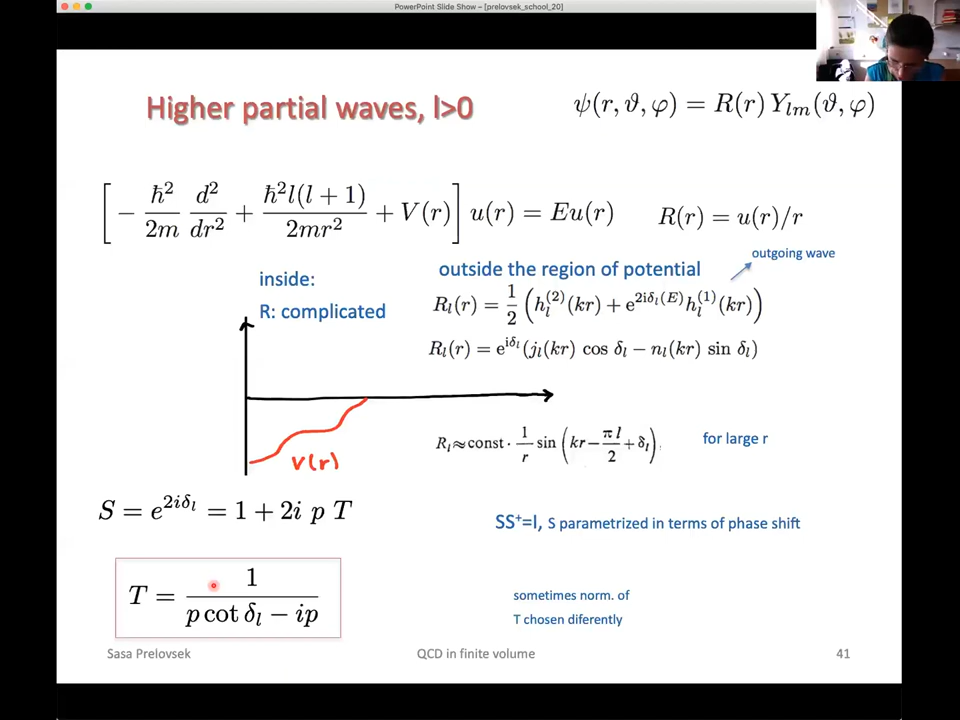 PowerPoint Slide Show - [prelovsek_school_20]
Higher partial waves, l>0
ψ(r, ϑ, φ) = R(r) Y_{lm}(ϑ, φ)
[ - ħ²/2m d²/dr² + ħ²l(l + 1)/2mr² + V(r) ] u(r) = Eu(r)
R(r) = u(r)/r
outgoing wave
inside:
R: complicated
outside the region of potential
R_l(r) = 1/2 ( h_l^{(2)}(kr) + e^{2iδ_l(E)} h_l^{(1)}(kr) )
R_l(r) = e^{iδ_l} (j_l(kr) cos δ_l − n_l(kr) sin δ_l)
R_l ≈ const · 1/r sin ( kr − πl/2 + δ_l )
for large r
V(r)
S = e^{2iδ_l} = 1 + 2i p T
SS⁺=I, S parametrized in terms of phase shift
T = 1/(p cot δ_l − ip)
sometimes norm. of
T chosen diferently
Sasa Prelovsek
QCD in finite volume
41